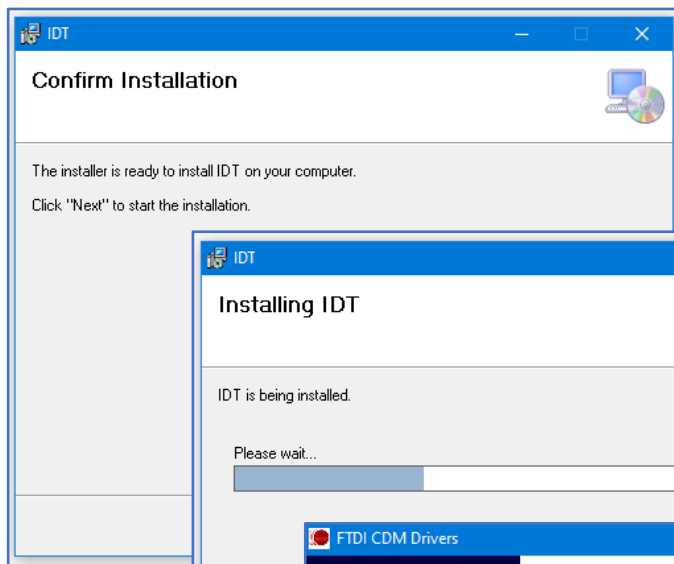 IDT
Confirm Installation
The installer is ready to install IDT on your computer.
Click "Next" to start the installation.
IDT
Installing IDT
IDT is being installed.
Please wait...
FTDI CDM Drivers